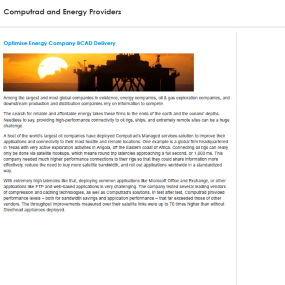 Computrad and Energy Providers
Optimise Energy Company BCAD Delivery
Among the largest and most global companies in existence, energy companies, oil & gas exploration companies, and
downstream production and distribution companies rely on information to compete.
The search for reliable and affordable energy takes these firms to the ends of the earth and the oceans' depths.
Needless to say, providing high-performance connectivity to oil rigs, ships, and extremely remote sites can be a huge
challenge.
A host of the world's largest oil companies have deployed Computrad's Managed services solution to improve their
applications and connectivity to their most hostile and remote locations. One example is a global firm headquartered
in Texas with very active exploration activities in Angola, off the Eastern coast of Africa. Connecting oil rigs can really
only be done via satellite hookups, which means round trip latencies approaching a full second, or 1,000 ms. This
company needed much higher performance connections to their rigs so that they could share information more
effectively, reduce the need to buy more satellite bandwidth, and roll out applications worldwide in a standardized
way.
With extremely high latencies like that, deploying common applications like Microsoft Office and Exchange, or other
applications like FTP and web-based applications is very challenging. The company tested several leading vendors
of compression and caching technologies, as well as Computrad's solutions. In test after test, Computrad provided
performance levels – both for bandwidth savings and application performance – that far exceeded those of other
vendors. The throughput improvements measured over their satellite links were up to 70 times higher than without
Steelhead appliances deployed.